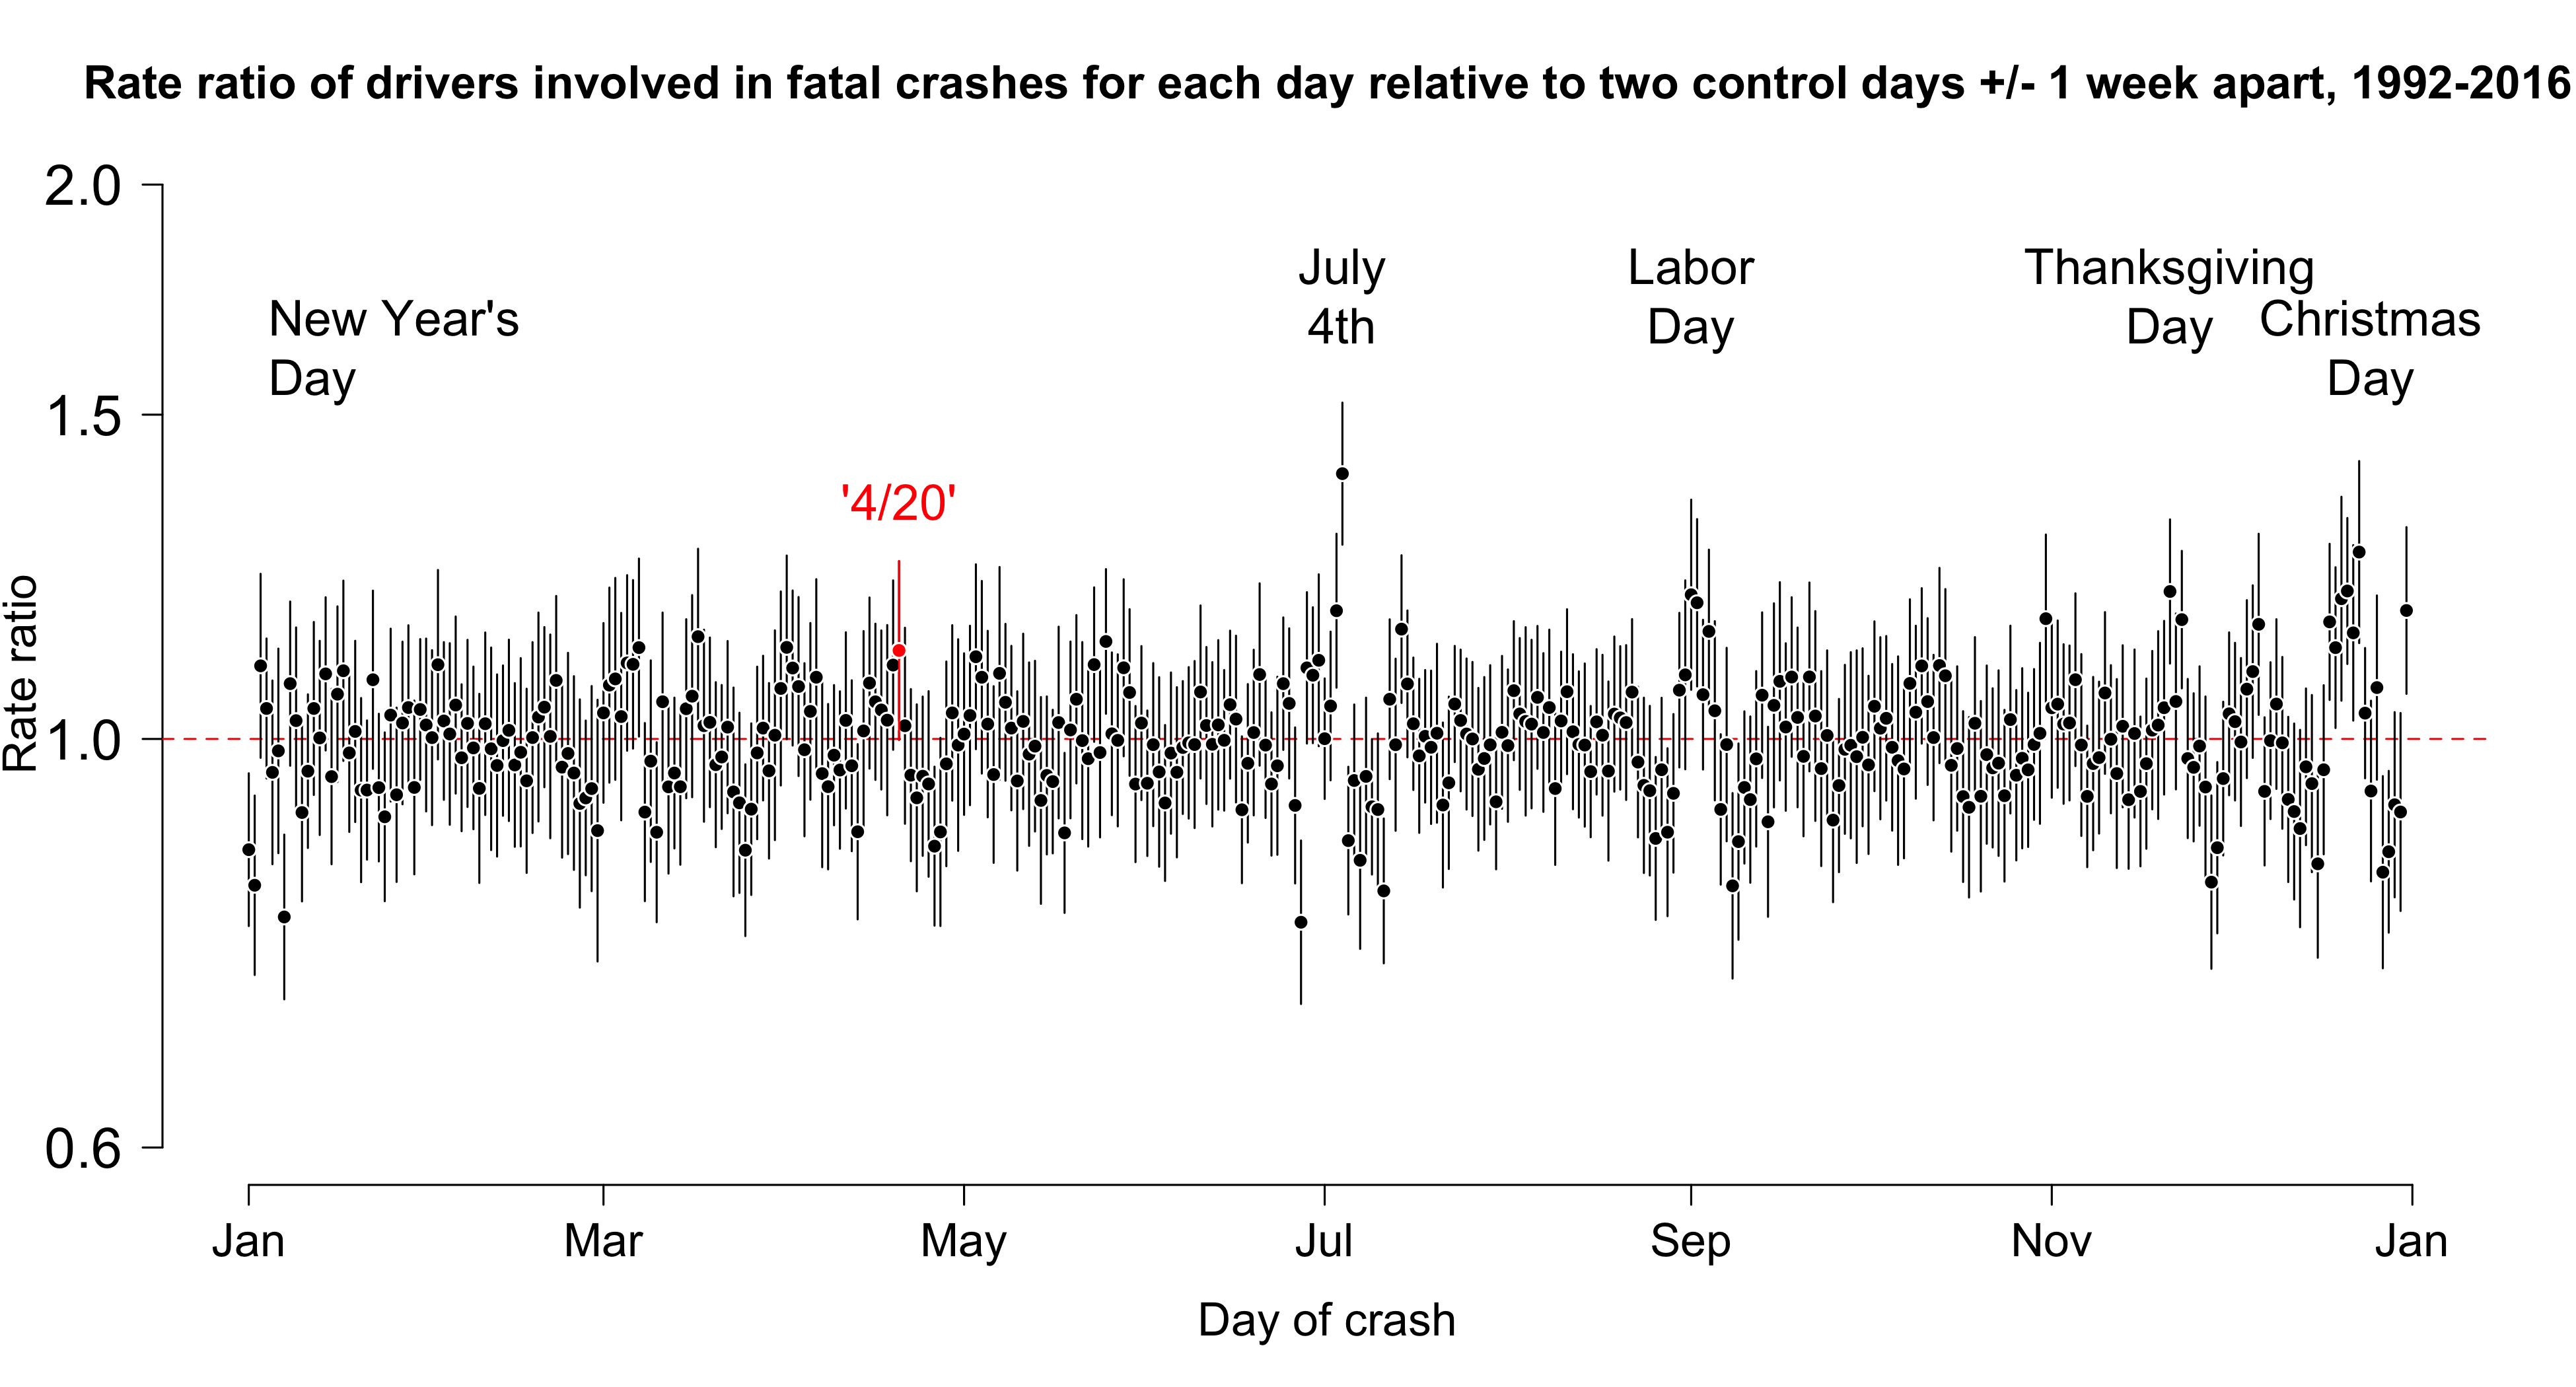 Rate ratio of drivers involved in fatal crashes for each day relative to two control days +/- 1 week apart, 1992-2016
2.0
1.5
1.0
0.6
Rate ratio
New Year's
Day
'4/20'
July
4th
Labor
Day
Thanksgiving
Day
Christmas
Day
Jan
Mar
May
Jul
Sep
Nov
Jan
Day of crash